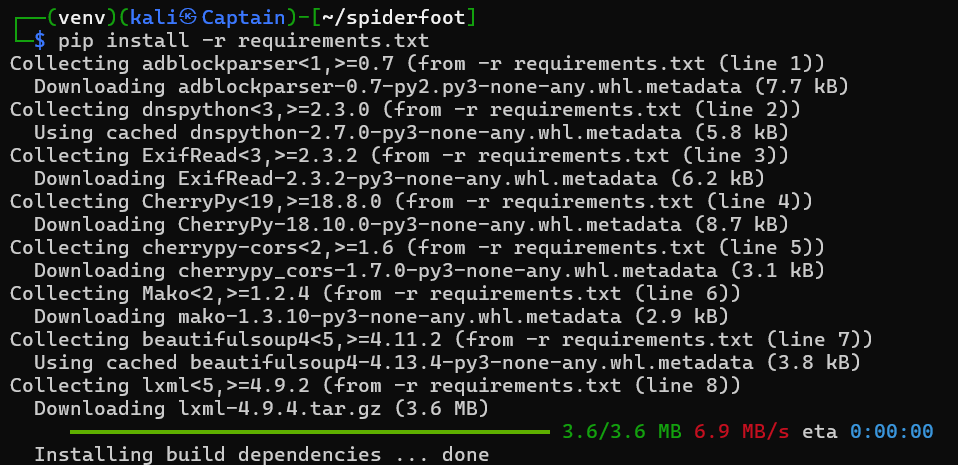 ┌──(venv)(kali㉿Captain)-[~/spiderfoot]
└─$ pip install -r requirements.txt
Collecting adblockparser<1,>=0.7 (from -r requirements.txt (line 1))
  Downloading adblockparser-0.7-py2.py3-none-any.whl.metadata (7.7 kB)
Collecting dnspython<3,>=2.3.0 (from -r requirements.txt (line 2))
  Using cached dnspython-2.7.0-py3-none-any.whl.metadata (5.8 kB)
Collecting ExifRead<3,>=2.3.2 (from -r requirements.txt (line 3))
  Downloading ExifRead-2.3.2-py3-none-any.whl.metadata (6.2 kB)
Collecting CherryPy<19,>=18.8.0 (from -r requirements.txt (line 4))
  Downloading CherryPy-18.10.0-py3-none-any.whl.metadata (8.7 kB)
Collecting cherrypy-cors<2,>=1.6 (from -r requirements.txt (line 5))
  Downloading cherrypy_cors-1.7.0-py3-none-any.whl.metadata (3.1 kB)
Collecting Mako<2,>=1.2.4 (from -r requirements.txt (line 6))
  Downloading mako-1.3.10-py3-none-any.whl.metadata (2.9 kB)
Collecting beautifulsoup4<5,>=4.11.2 (from -r requirements.txt (line 7))
  Using cached beautifulsoup4-4.13.4-py3-none-any.whl.metadata (3.8 kB)
Collecting lxml<5,>=4.9.2 (from -r requirements.txt (line 8))
  Downloading lxml-4.9.4.tar.gz (3.6 MB)
     ━━━━━━━━━━━━━━━━━━━━━━━━━━━━━━━━━━━━━━━━ 3.6/3.6 MB 6.9 MB/s eta 0:00:00
  Installing build dependencies ... done